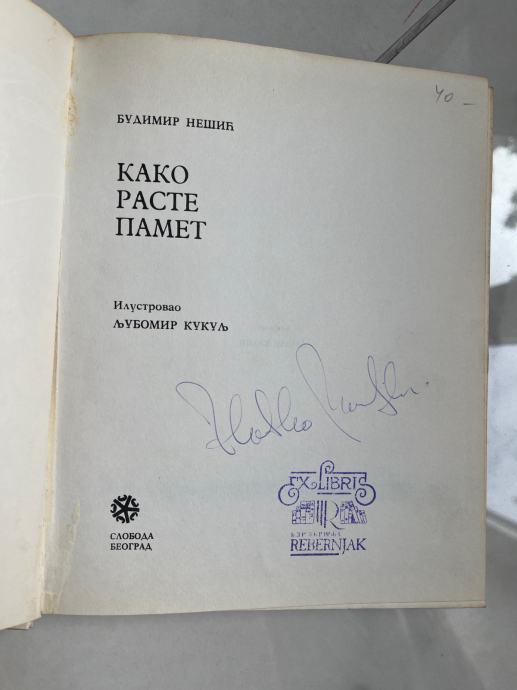 40 –
БУДИМИР НЕШИЋ
КАКО
РАСТЕ
ПАМЕТ
Илустровао
ЉУБОМИР КУКУЉ
EX LIBRIS
REBERNJAK
СЛОБОДА
БЕОГРАД